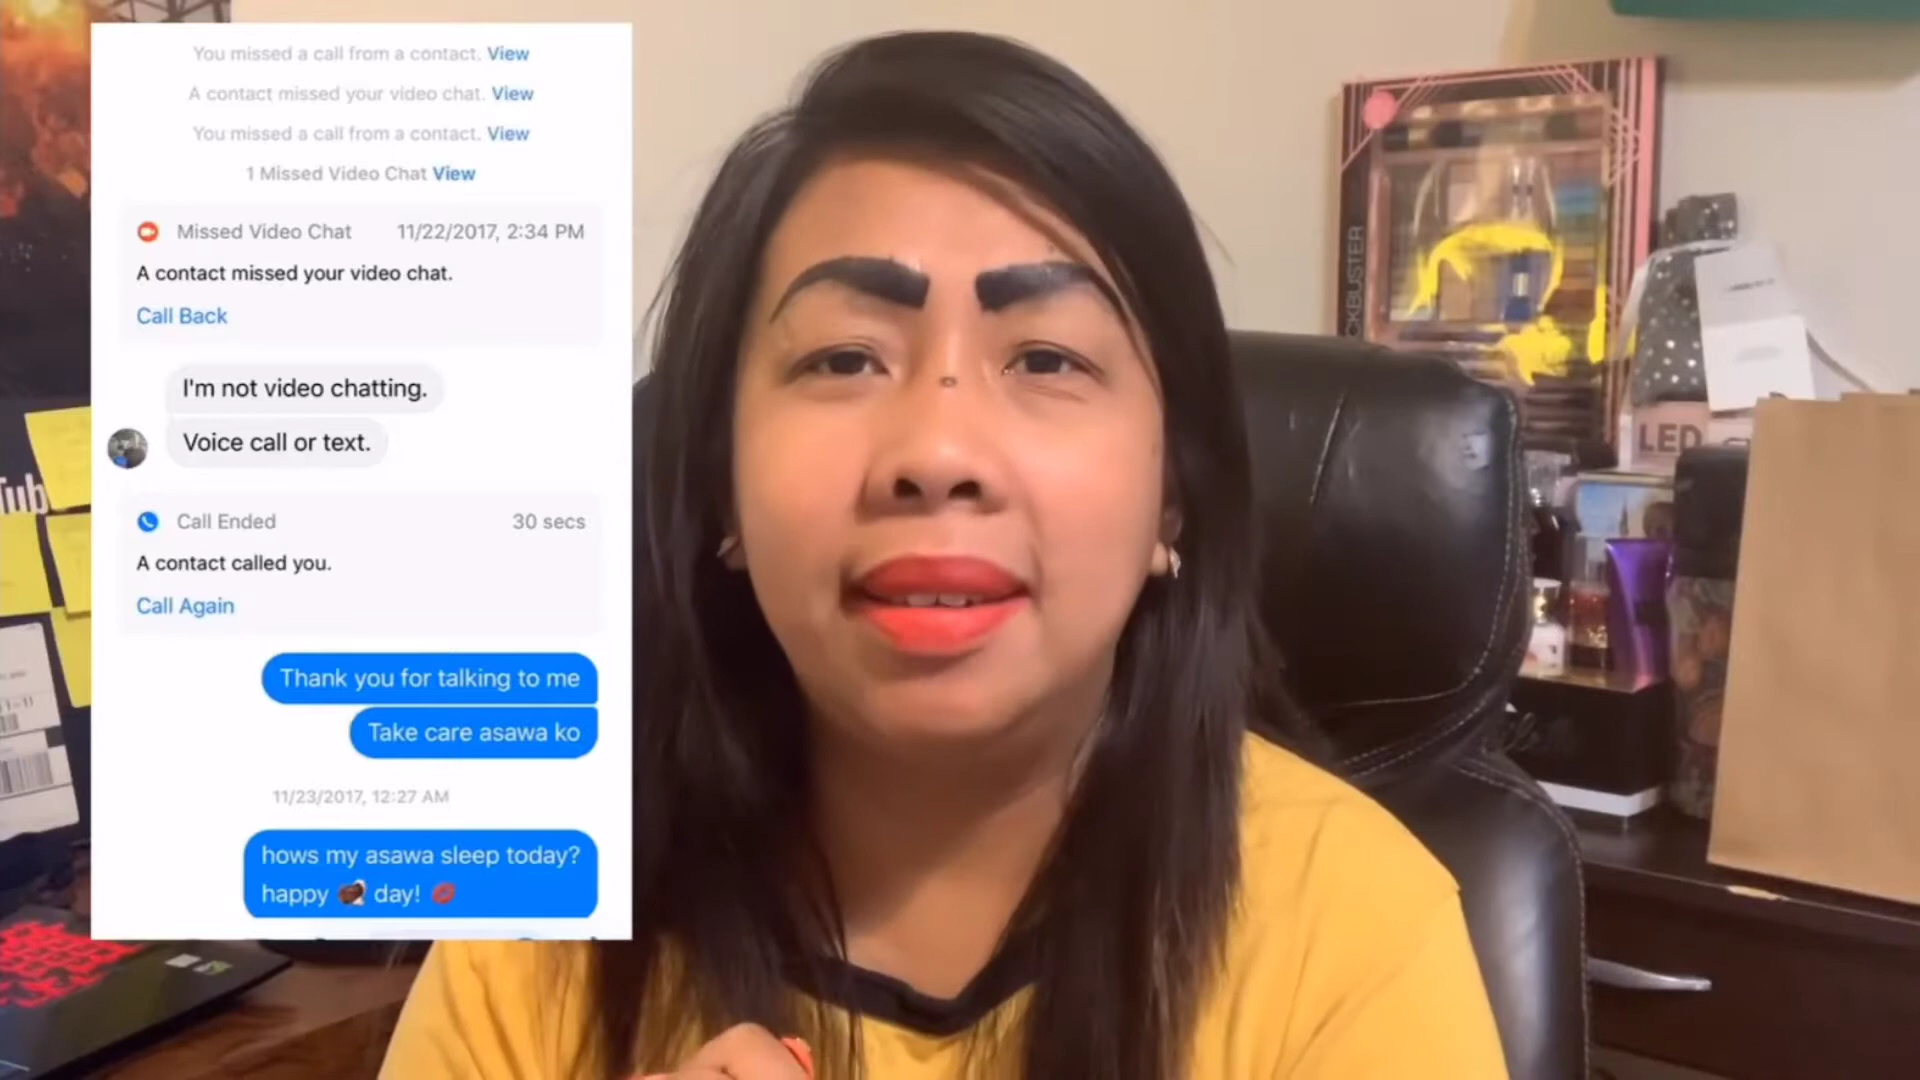 You missed a call from a contact. View
A contact missed your video chat. View
You missed a call from a contact. View
1 Missed Video Chat View
Missed Video Chat 11/22/2017, 2:34 PM
A contact missed your video chat.
Call Back
I'm not video chatting.
Voice call or text.
Call Ended 30 secs
A contact called you.
Call Again
Thank you for talking to me
Take care asawa ko
11/23/2017, 12:27 AM
hows my asawa sleep today?
happy 🦃 day! 💋
LED